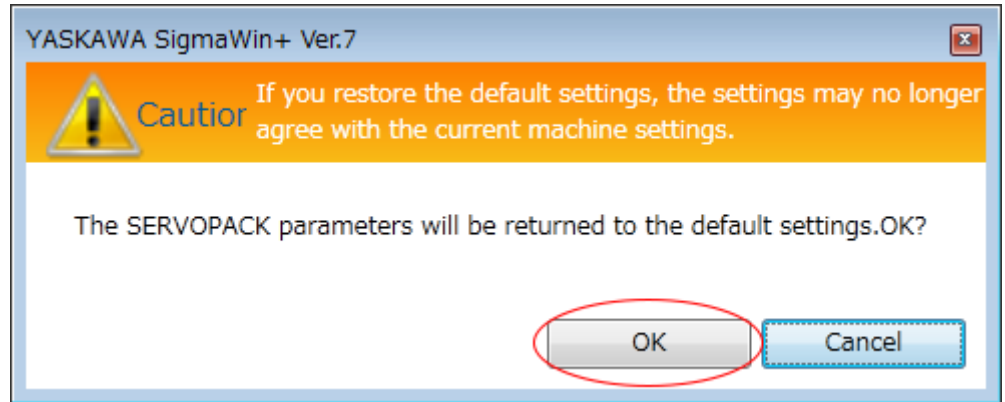 YASKAWA SigmaWin+ Ver.7
Caution
If you restore the default settings, the settings may no longer
agree with the current machine settings.
The SERVOPACK parameters will be returned to the default settings.OK?
OK
Cancel